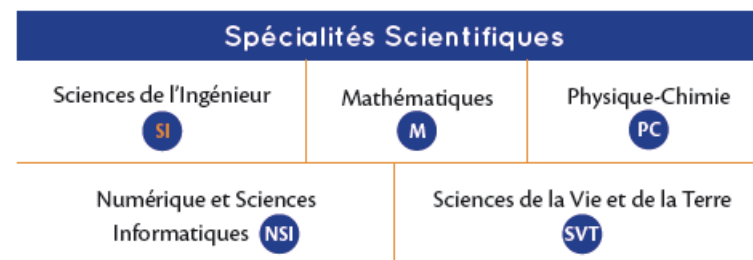 Spécialités Scientifiques
Sciences de l'Ingénieur
SI
Mathématiques
M
Physique-Chimie
PC
Numérique et Sciences
Informatiques NSI
Sciences de la Vie et de la Terre
SVT